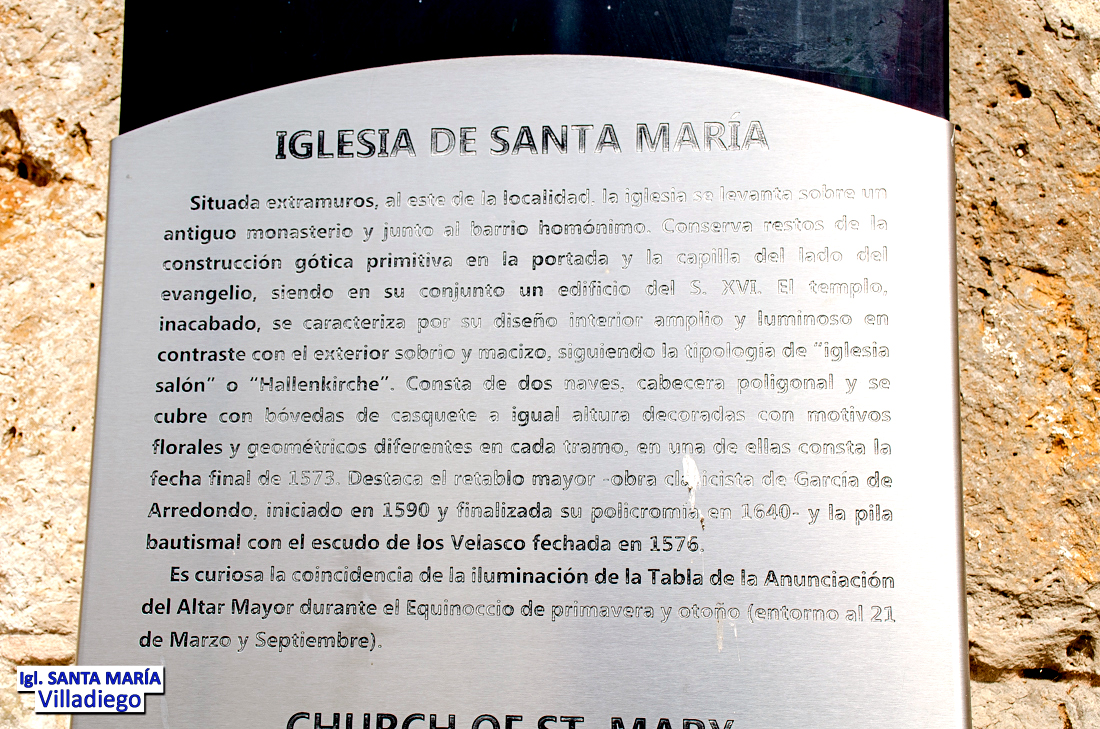 IGLESIA DE SANTA MARÍA
Situada extramuros, al este de la localidad. la iglesia se levanta sobre un
antiguo monasterio y junto al barrio homónimo. Conserva restos de la
construcción gótica primitiva en la portada y la capilla del lado del
evangelio, siendo en su conjunto un edificio del S. XVI. El templo,
inacabado, se caracteriza por su diseño interior amplio y luminoso en
contraste con el exterior sobrio y macizo, siguiendo la tipología de “iglesia
salón” o “Hallenkirche”. Consta de dos naves, cabecera poligonal y se
cubre con bóvedas de casquete a igual altura decoradas con motivos
florales y geométricos diferentes en cada tramo, en una de ellas consta la
fecha final de 1573. Destaca el retablo mayor -obra clasicista de García de
Arredondo, iniciado en 1590 y finalizada su policromía en 1640- y la pila
bautismal con el escudo de los Velasco fechada en 1576.
Es curiosa la coincidencia de la iluminación de la Tabla de la Anunciación
del Altar Mayor durante el Equinoccio de primavera y otoño (entorno al 21
de Marzo y Septiembre).
CHURCH OF ST. MARY
Igl. SANTA MARÍA
Villadiego